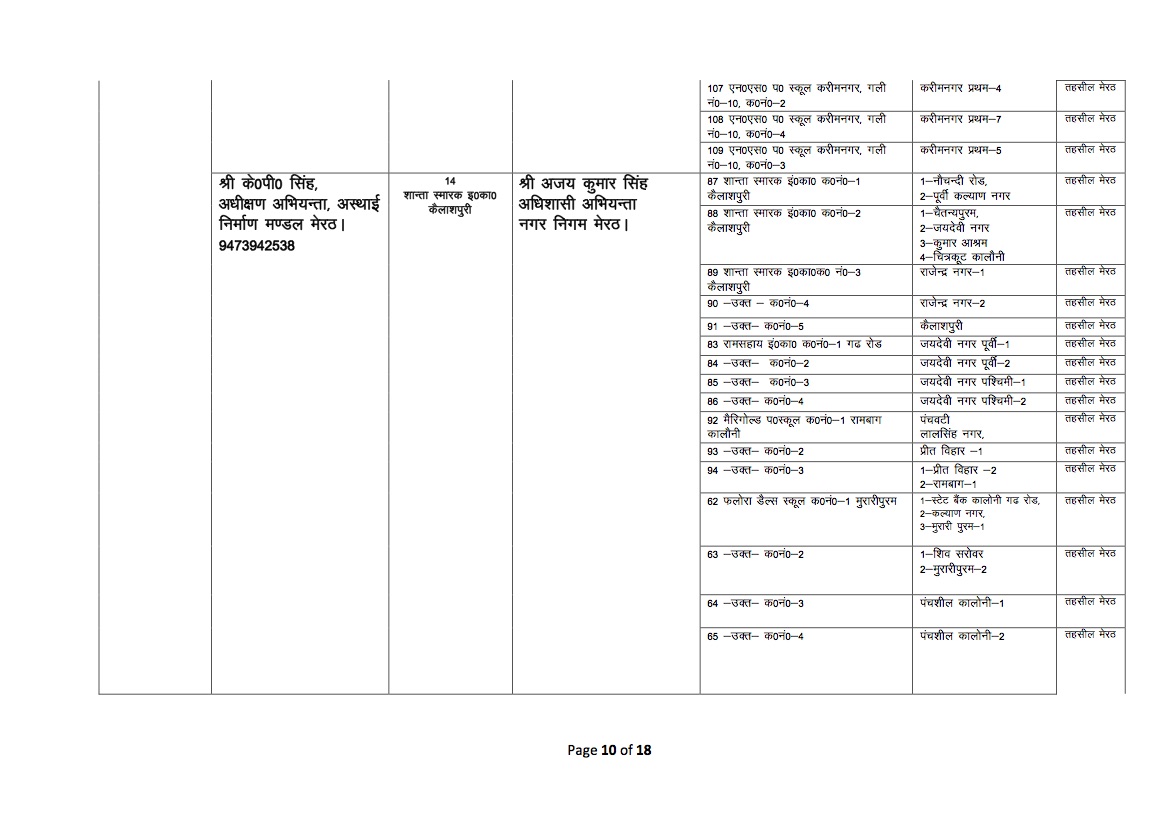 107 एन0एस0 प0 स्कूल करीमनगर, गली
नं0–10, क0नं0–2
करीमनगर प्रथम–4
तहसील मेरठ
108 एन0एस0 प0 स्कूल करीमनगर, गली
नं0–10, क0नं0–4
करीमनगर प्रथम–7
तहसील मेरठ
109 एन0एस0 प0 स्कूल करीमनगर, गली
नं0–10, क0नं0–3
करीमनगर प्रथम–5
तहसील मेरठ
श्री के0पी0 सिंह,
अधीक्षण अभियन्ता, अस्थाई
निर्माण मण्डल मेरठ।
9473942538
14
शान्ता स्मारक इ0का0
कैलाशपुरी
श्री अजय कुमार सिंह
अधिशासी अभियन्ता
नगर निगम मेरठ।
87 शान्ता स्मारक इं0का0 क0नं0–1
कैलाशपुरी
1–नौचन्दी रोड,
2–पूर्वी कल्याण नगर
तहसील मेरठ
88 शान्ता स्मारक इं0का0 क0नं0–2
कैलाशपुरी
1–चैतन्यपुरम,
2–जयदेवी नगर
3–कुमार आश्रम
4–चित्रकूट कालौनी
तहसील मेरठ
89 शान्ता स्मारक इ0का0क0 नं0–3
कैलाशपुरी
राजेन्द्र नगर–1
तहसील मेरठ
90 –उक्त – क0नं0–4
राजेन्द्र नगर–2
तहसील मेरठ
91 –उक्त– क0नं0–5
कैलाशपुरी
तहसील मेरठ
83 रामसहाय इं0का0 क0नं0–1 गढ रोड
जयदेवी नगर पूर्वी–1
तहसील मेरठ
84 –उक्त– क0नं0–2
जयदेवी नगर पूर्वी–2
तहसील मेरठ
85 –उक्त– क0नं0–3
जयदेवी नगर पश्चिमी–1
तहसील मेरठ
86 –उक्त– क0नं0–4
जयदेवी नगर पश्चिमी–2
तहसील मेरठ
92 मैरिगोल्ड प0स्कूल क0नं0–1 रामबाग
कालौनी
पंचवटी
लालसिंह नगर,
तहसील मेरठ
93 –उक्त– क0नं0–2
प्रीत विहार –1
तहसील मेरठ
94 –उक्त– क0नं0–3
1–प्रीत विहार –2
2–रामबाग–1
तहसील मेरठ
62 फलोरा डैल्स स्कूल क0नं0–1 मुरारीपुरम
1–स्टेट बैंक कालोनी गढ रोड,
2–कल्याण नगर,
3–मुरारी पुरम–1
तहसील मेरठ
63 –उक्त– क0नं0–2
1–शिव सरोवर
2–मुरारीपुरम–2
तहसील मेरठ
64 –उक्त– क0नं0–3
पंचशील कालोनी–1
तहसील मेरठ
65 –उक्त– क0नं0–4
पंचशील कालोनी–2
तहसील मेरठ
Page 10 of 18